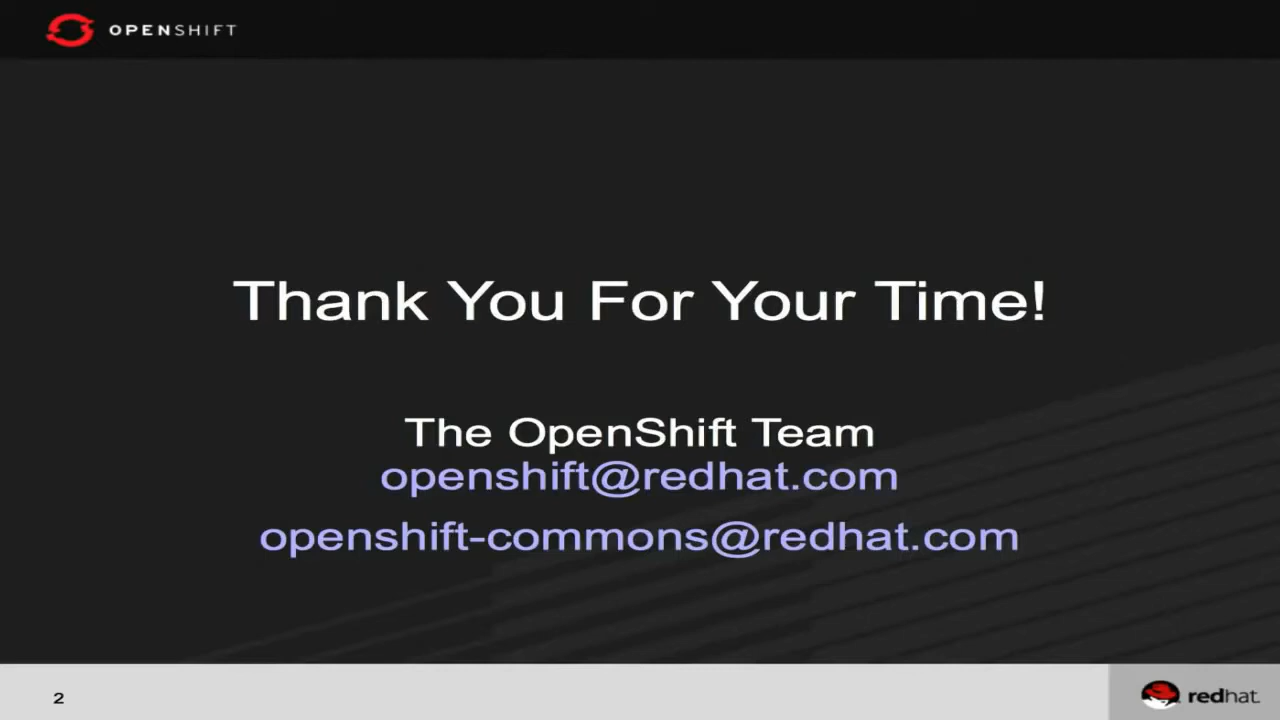 OPENSHIFT
Thank You For Your Time!
The OpenShift Team
openshift@redhat.com
openshift-commons@redhat.com
2
redhat.